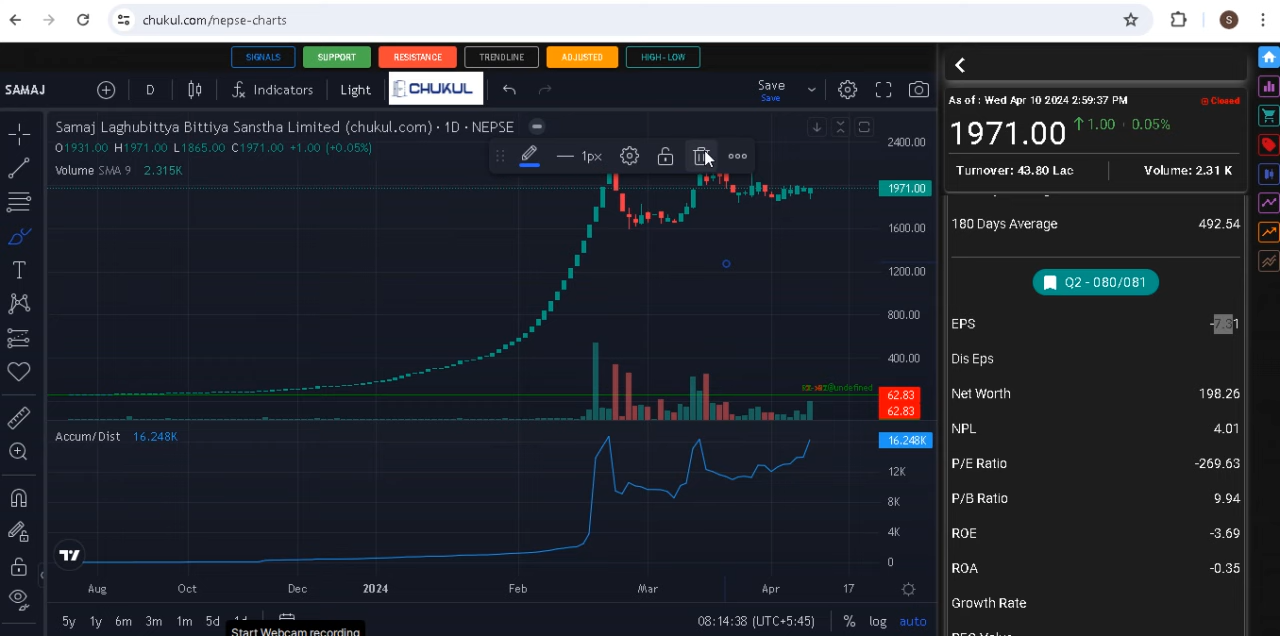 chukul.com/nepse-charts
S
SIGNALS SUPPORT RESISTANCE TRENDLINE ADJUSTED HIGH-LOW
SAMAJ D Indicators Light CHUKUL Save
Save
Samaj Laghubittya Bittiya Sanstha Limited (chukul.com) · 1D · NEPSE
O1931.00 H1971.00 L1865.00 C1971.00 +1.00 (+0.05%)
Volume SMA 9 2.315K
1px
2400.00
1971.00
1600.00
1200.00
800.00
400.00
62.83
62.83
Accum/Dist 16.248K
16.248K
12K
8K
4K
0
Aug Oct Dec 2024 Feb Mar Apr 17
5y 1y 6m 3m 1m 5d 1d 08:14:38 (UTC+5:45) % log auto
Start Webcam recording
As of : Wed Apr 10 2024 2:59:37 PM Closed
1971.00 ↑1.00 · 0.05%
Turnover: 43.80 Lac Volume: 2.31 K
180 Days Average 492.54
Q2 - 080/081
EPS -7.31
Dis Eps
Net Worth 198.26
NPL 4.01
P/E Ratio -269.63
P/B Ratio 9.94
ROE -3.69
ROA -0.35
Growth Rate